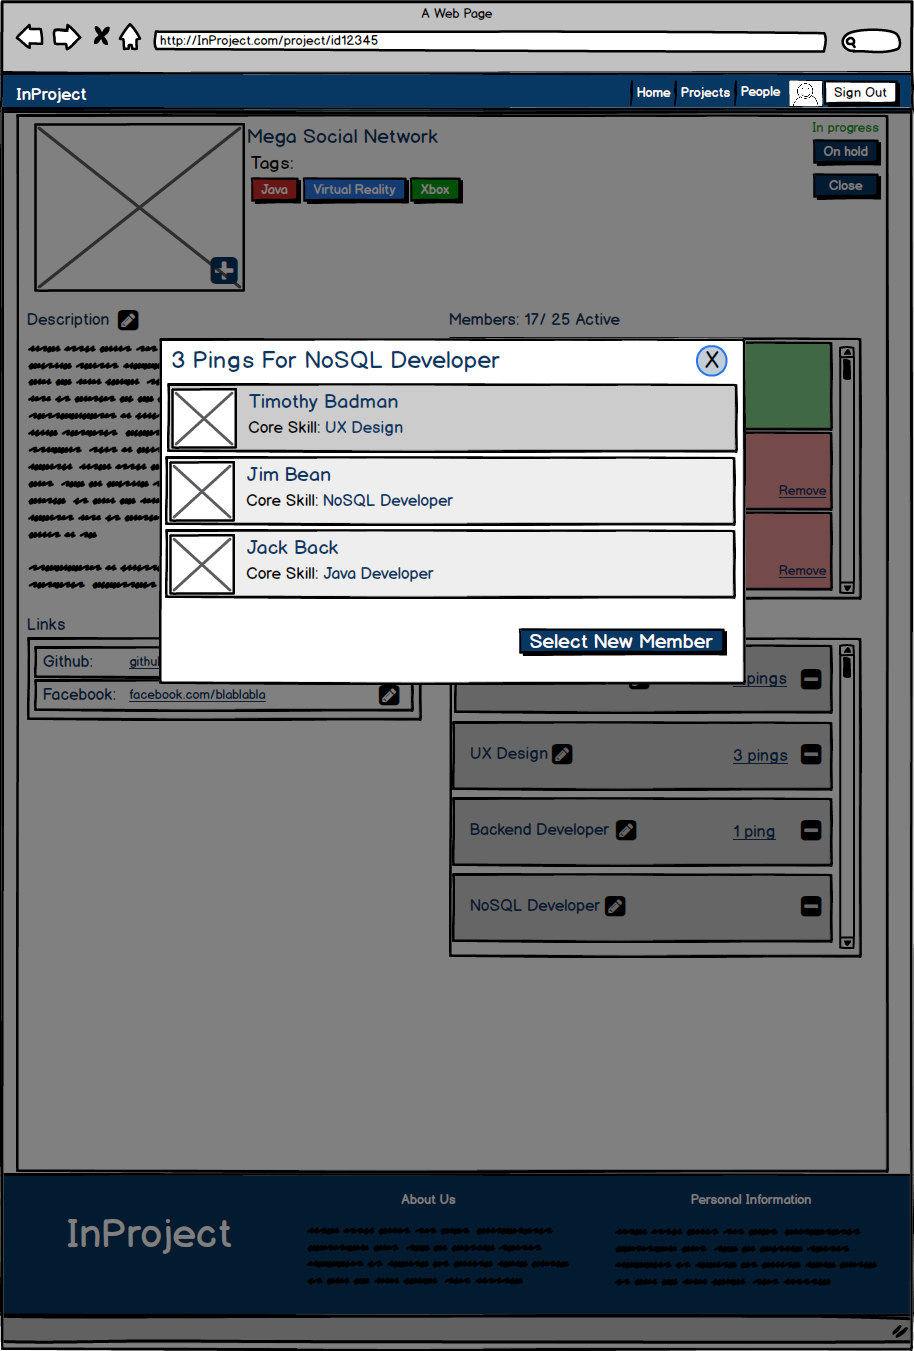 A Web Page
http://InProject.com/project/id12345
InProject
Home
Projects
People
Sign Out
Mega Social Network
Tags:
Java
Virtual Reality
Xbox
In progress
On hold
Close
Description
Members: 17/ 25 Active
3 Pings For NoSQL Developer
X
Timothy Badman
Core Skill: UX Design
Jim Bean
Core Skill: NoSQL Developer
Jack Back
Core Skill: Java Developer
Select New Member
Remove
Remove
Links
Github:
Facebook: facebook.com/blablabla
pings
UX Design
3 pings
Backend Developer
1 ping
NoSQL Developer
InProject
About Us
Personal Information